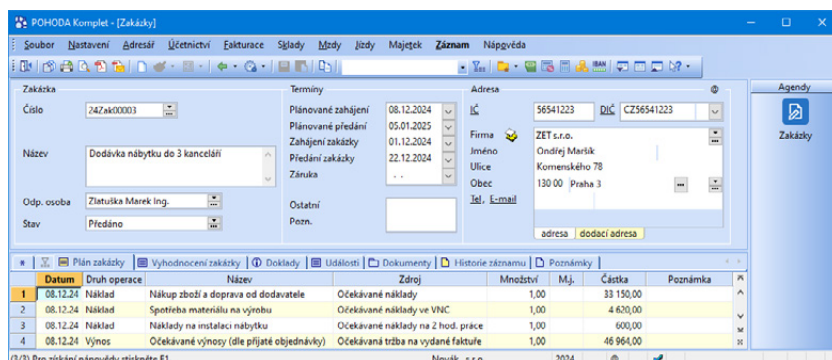 POHODA Komplet - [Zakázky]
Soubor Nastavení Adresář Účetnictví Fakturace Sklady Mzdy Jízdy Majetek Záznam Nápověda
IBAN
Zakázka Termíny Adresa @ Agendy
Číslo 24Zak00003 Plánované zahájení 08.12.2024 IČ 56541223 DIČ CZ56541223
Plánované předání 05.01.2025
Zahájení zakázky 01.12.2024 Firma ZET s.r.o. Zakázky
Název Dodávka nábytku do 3 kanceláří Předání zakázky 22.12.2024 Jméno Ondřej Maršík
Záruka . . Ulice Komenského 78
Obec 130 00 Praha 3
Odp. osoba Zlatuška Marek Ing. Ostatní Tel, E-mail
Stav Předáno Pozn.
adresa dodací adresa
Plán zakázky Vyhodnocení zakázky Doklady Události Dokumenty Historie záznamu Poznámky
Datum Druh operace Název Zdroj Množství M.j. Částka Poznámka
1 08.12.24 Náklad Nákup zboží a doprava od dodavatele Očekávané náklady 1,00 33 150,00
2 08.12.24 Náklad Spotřeba materiálu na výrobu Očekávané náklady ve VNC 1,00 4 620,00
3 08.12.24 Náklad Náklady na instalaci nábytku Očekávané náklady na 2 hod. práce 1,00 600,00
4 08.12.24 Výnos Očekávané výnosy (dle přijaté objednávky) Očekávaná tržba na vydané faktuře 1,00 46 964,00
(3/3) Pro získání nápovědy stiskněte F1. Novák s.r.o. 2024 @